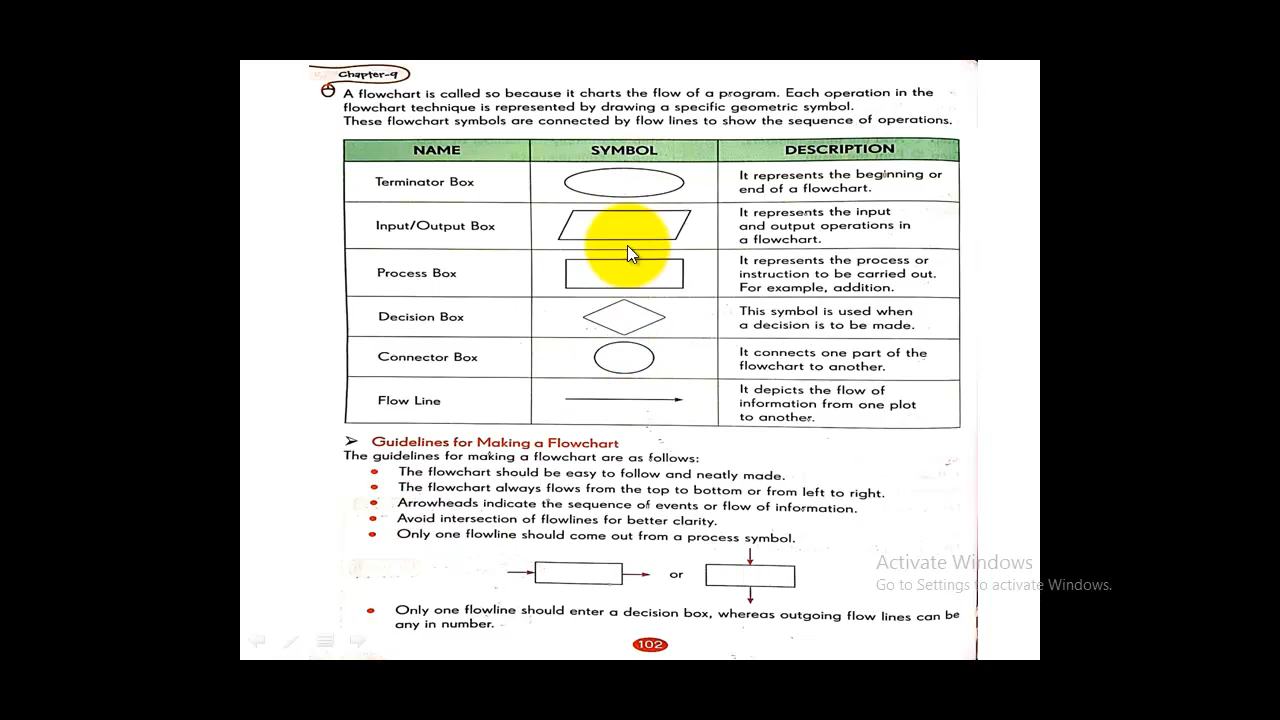 Chapter-9
A flowchart is called so because it charts the flow of a program. Each operation in the
flowchart technique is represented by drawing a specific geometric symbol.
These flowchart symbols are connected by flow lines to show the sequence of operations.
NAME SYMBOL DESCRIPTION
Terminator Box
It represents the beginning or
end of a flowchart.
Input/Output Box
It represents the input
and output operations in
a flowchart.
Process Box
It represents the process or
instruction to be carried out.
For example, addition.
Decision Box
This symbol is used when
a decision is to be made.
Connector Box
It connects one part of the
flowchart to another.
Flow Line
It depicts the flow of
information from one plot
to another.
Guidelines for Making a Flowchart
The guidelines for making a flowchart are as follows:
The flowchart should be easy to follow and neatly made.
The flowchart always flows from the top to bottom or from left to right.
Arrowheads indicate the sequence of events or flow of information.
Avoid intersection of flowlines for better clarity.
Only one flowline should come out from a process symbol.
or
Only one flowline should enter a decision box, whereas outgoing flow lines can be
any in number.
102
Activate Windows
Go to Settings to activate Windows.